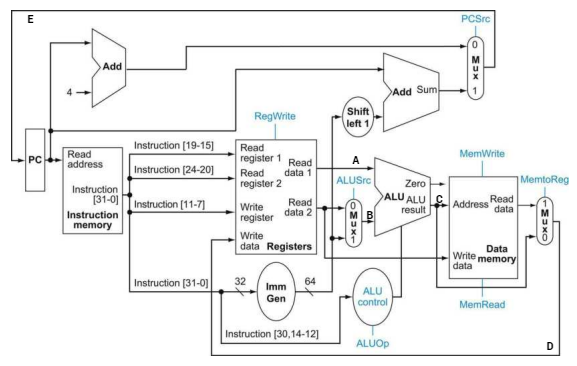 E
PCSrc
0
M
u
x
1
Add
4
Add
Sum
Shift
left 1
RegWrite
PC
Read
address
Instruction
[31-0]
Instruction
memory
Instruction [19-15]
Instruction [24-20]
Instruction [11-7]
Read
register 1
Read
register 2
Write
register
Write
data
Read
data 1
Read
data 2
Registers
A
ALUSrc
0
M
u
x
1
B
Zero
ALU
ALU
result
C
MemWrite
Address
Read
data
Write
data
Data
memory
MemRead
MemtoReg
1
M
u
x
0
Instruction [31-0]
32
Imm
Gen
64
ALU
control
ALUOp
Instruction [30,14-12]
D